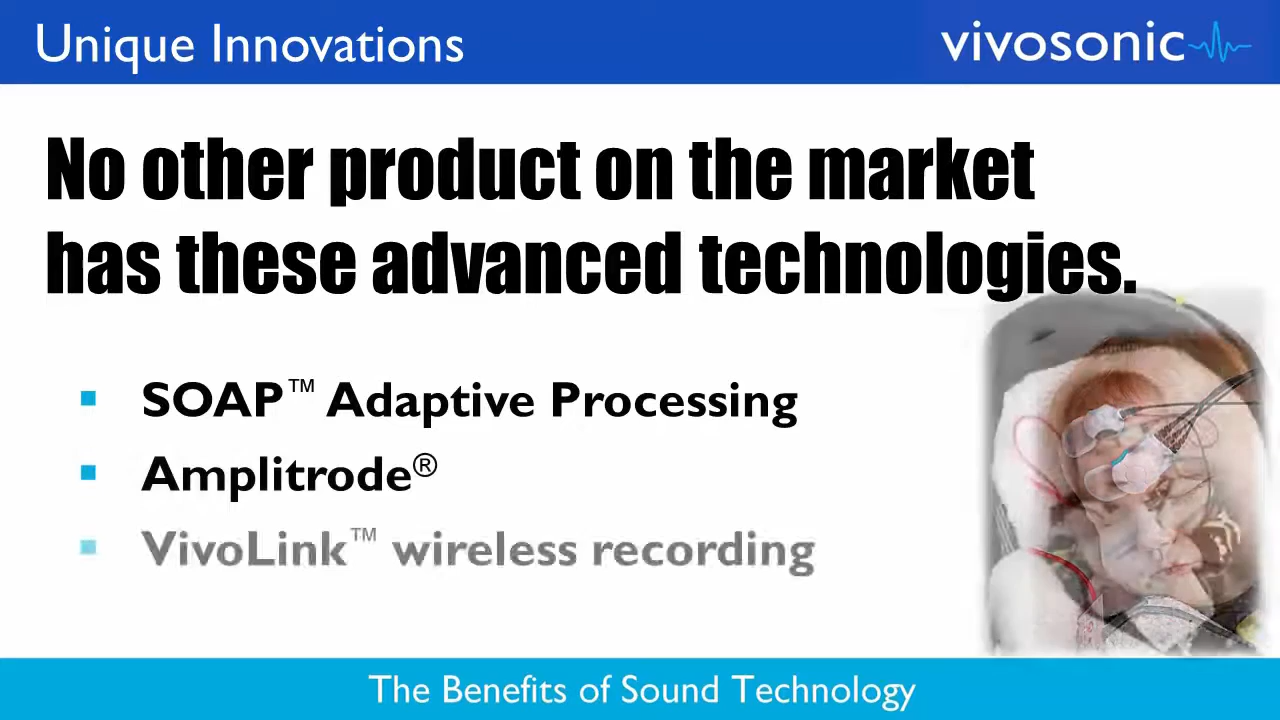 Unique Innovations
vivosonic
No other product on the market
has these advanced technologies.
▪ SOAP™ Adaptive Processing
▪ Amplitrode®
▪ VivoLink™ wireless recording
The Benefits of Sound Technology